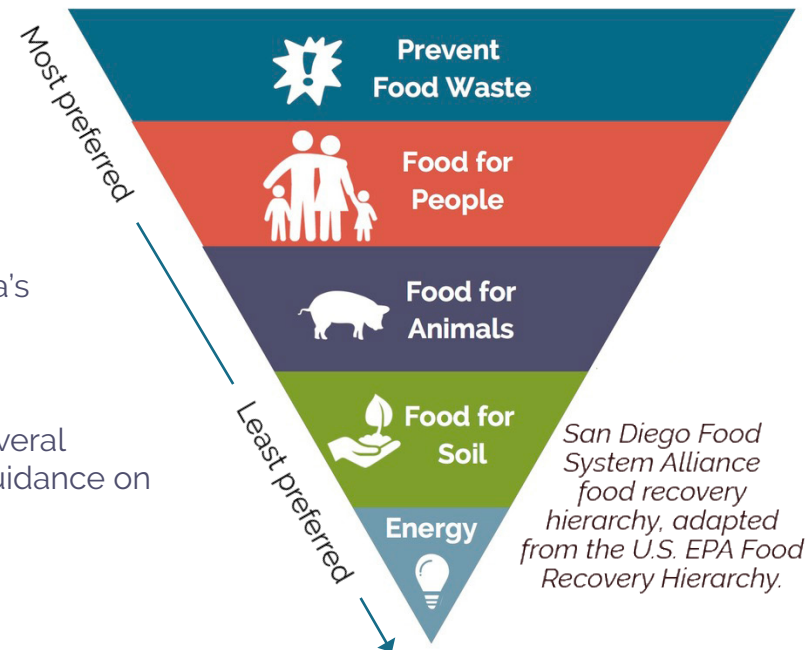 Most preferred
Prevent
Food Waste
Food for
People
Food for
Animals
Food for
Soil
Energy
Least preferred
a's
veral
uidance on
San Diego Food
System Alliance
food recovery
hierarchy, adapted
from the U.S. EPA Food
Recovery Hierarchy.